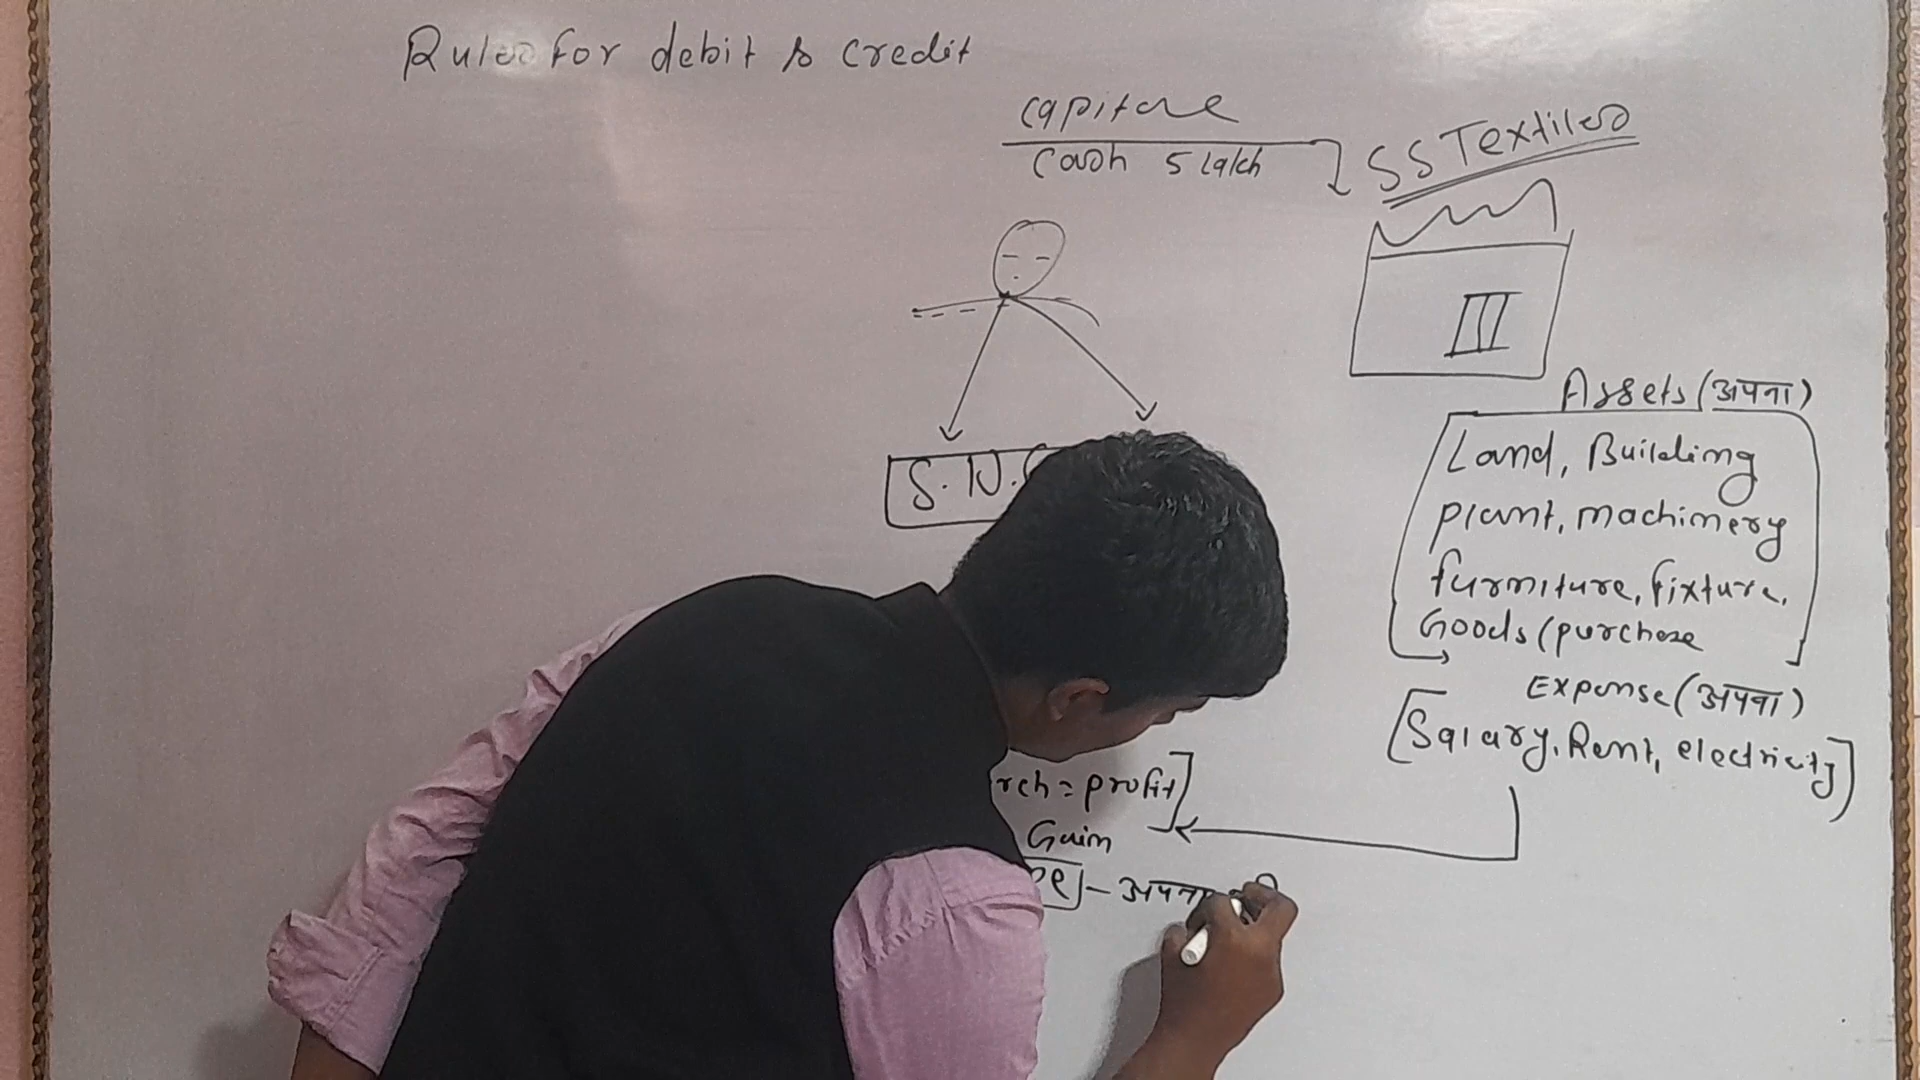 Rules for debit & credit
capital
Cash 5 lakh
SS Textiles
S. N.
Assets (अपना)
Land, Building
plant, machinery
furniture, fixture,
Goods (purchase
Expense (अपना)
[Salary, Rent, electricity]
rch = profit]
Gain
- अपना